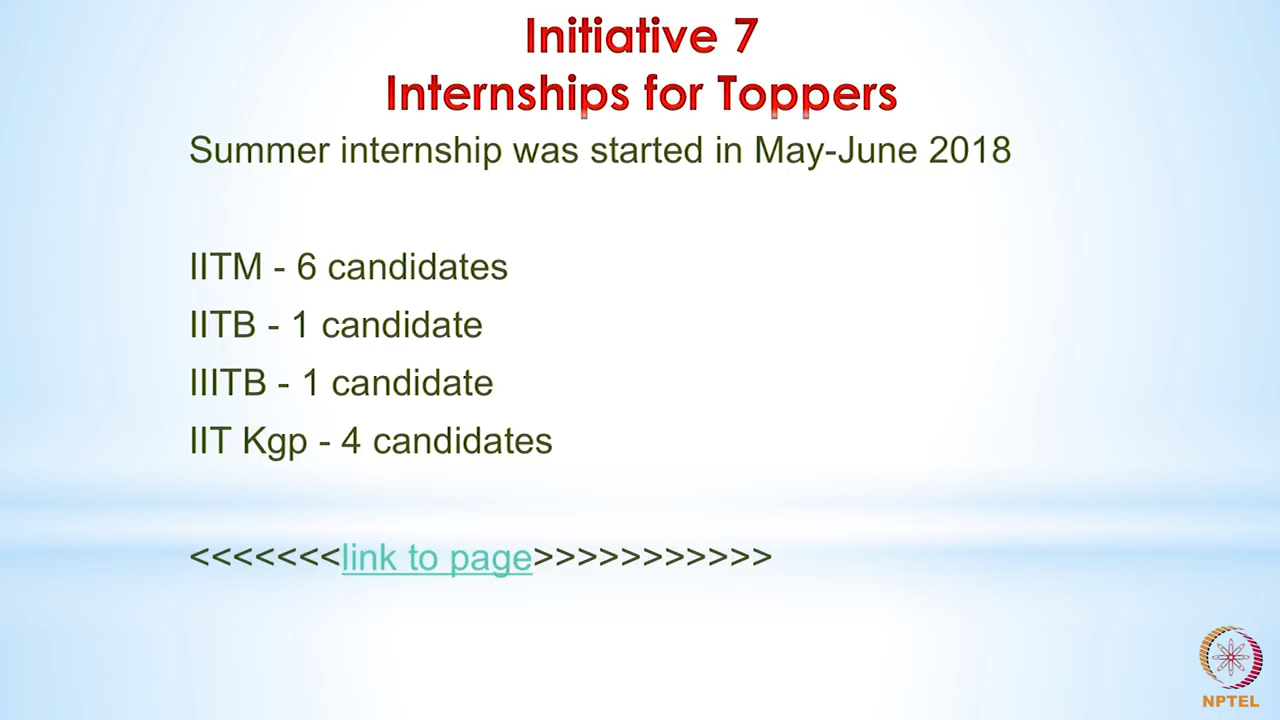 Initiative 7
Internships for Toppers
Summer internship was started in May-June 2018
IITM - 6 candidates
IITB - 1 candidate
IIITB - 1 candidate
IIT Kgp - 4 candidates
<<<<<<<link to page>>>>>>>>>>>
NPTEL